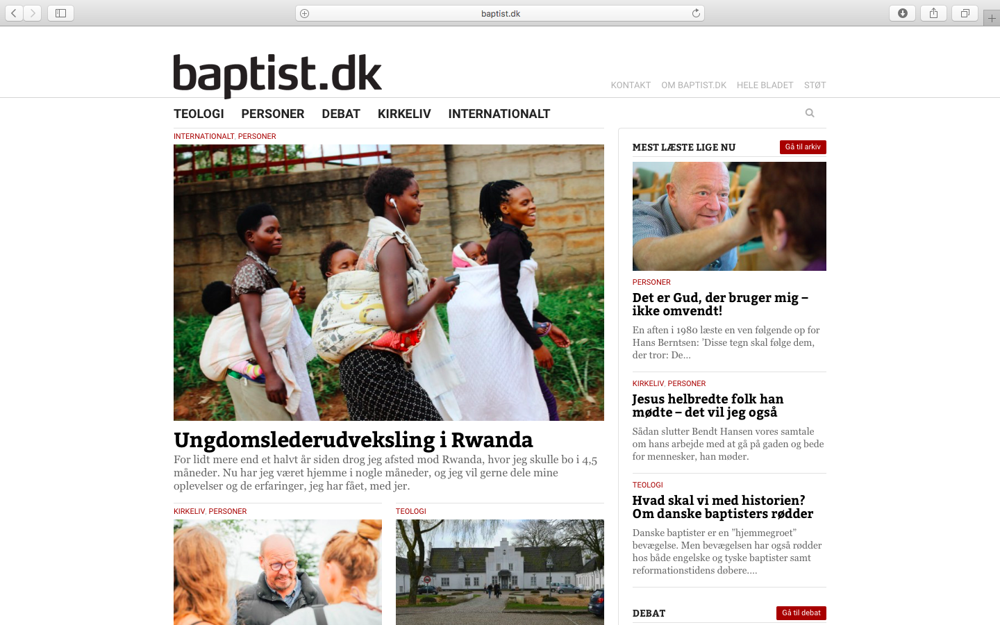 baptist.dk
baptist.dk
KONTAKT OM BAPTIST.DK HELE BLADET STØT
TEOLOGI PERSONER DEBAT KIRKELIV INTERNATIONALT
INTERNATIONALT, PERSONER
Ungdomslederudveksling i Rwanda
For lidt mere end et halvt år siden drog jeg afsted mod Rwanda, hvor jeg skulle bo i 4,5
måneder. Nu har jeg været hjemme i nogle måneder, og jeg vil gerne dele mine
oplevelser og de erfaringer, jeg har fået, med jer.
KIRKELIV, PERSONER
TEOLOGI
MEST LÆSTE LIGE NU
Gå til arkiv
PERSONER
Det er Gud, der bruger mig –
ikke omvendt!
En aften i 1980 læste en ven følgende op for
Hans Berntsen: ’Disse tegn skal følge dem,
der tror: De...
KIRKELIV, PERSONER
Jesus helbredte folk han
mødte – det vil jeg også
Sådan slutter Bendt Hansen vores samtale
om hans arbejde med at gå på gaden og bede
for mennesker, han møder.
TEOLOGI
Hvad skal vi med historien?
Om danske baptisters rødder
Danske baptister er en ”hjemmegroet”
bevægelse. Men bevægelsen har også rødder
hos både engelske og tyske baptister samt
reformationstidens døbere....
DEBAT
Gå til debat